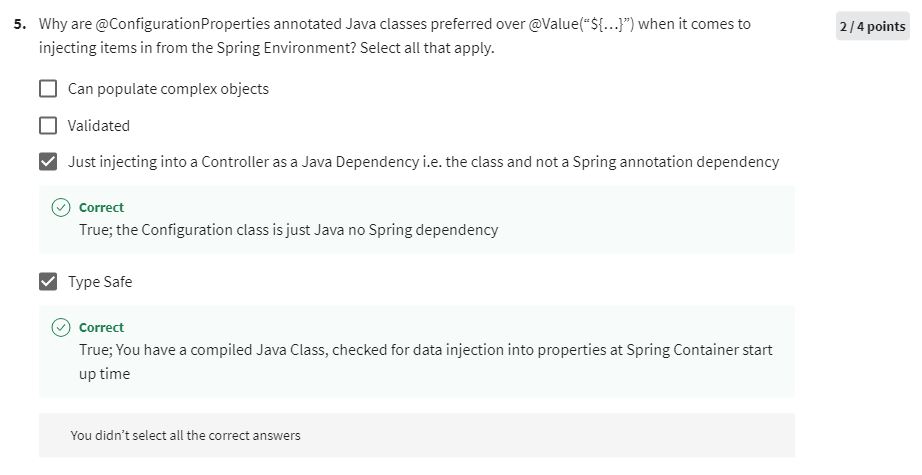 5. Why are @ConfigurationProperties annotated Java classes preferred over @Value(“${...}”) when it comes to
2 / 4 points
injecting items in from the Spring Environment? Select all that apply.
Can populate complex objects
Validated
Just injecting into a Controller as a Java Dependency i.e. the class and not a Spring annotation dependency
Correct
True; the Configuration class is just Java no Spring dependency
Type Safe
Correct
True; You have a compiled Java Class, checked for data injection into properties at Spring Container start
up time
You didn’t select all the correct answers